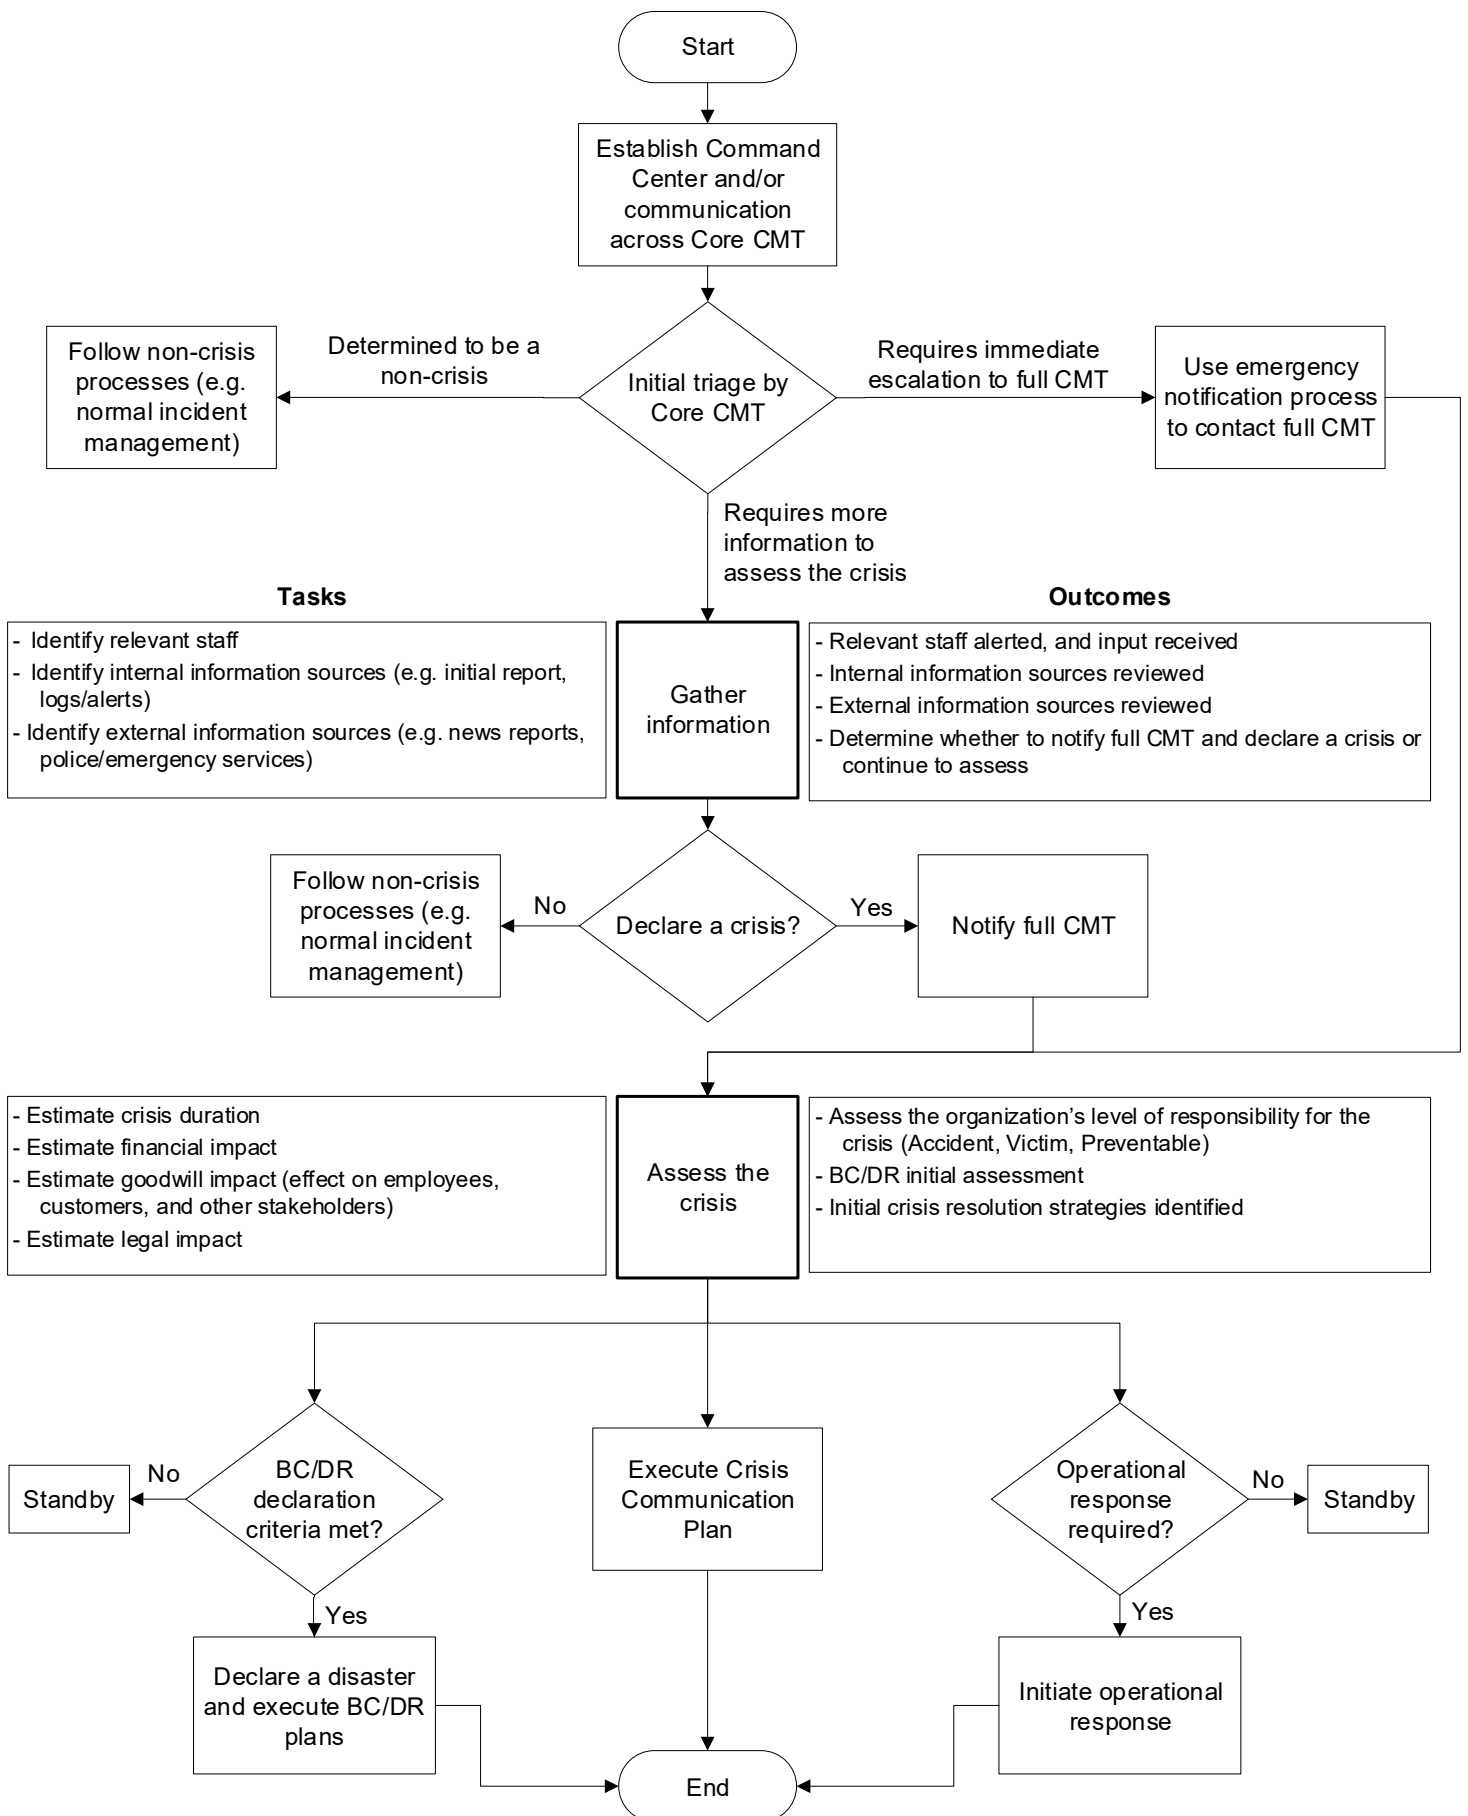 Start
Establish Command
Center and/or
communication
across Core CMT
Follow non-crisis
processes (e.g.
normal incident
management)
Determined to be a
non-crisis
Initial triage by
Core CMT
Requires immediate
escalation to full CMT
Use emergency
notification process
to contact full CMT
Requires more
information to
assess the crisis
Tasks
Outcomes
- Identify relevant staff
- Identify internal information sources (e.g. initial report,
logs/alerts)
- Identify external information sources (e.g. news reports,
police/emergency services)
Gather
information
- Relevant staff alerted, and input received
- Internal information sources reviewed
- External information sources reviewed
- Determine whether to notify full CMT and declare a crisis or
continue to assess
Follow non-crisis
processes (e.g.
normal incident
management)
No
Declare a crisis?
Yes
Notify full CMT
- Estimate crisis duration
- Estimate financial impact
- Estimate goodwill impact (effect on employees,
customers, and other stakeholders)
- Estimate legal impact
Assess the
crisis
- Assess the organization’s level of responsibility for the
crisis (Accident, Victim, Preventable)
- BC/DR initial assessment
- Initial crisis resolution strategies identified
Standby
No
BC/DR
declaration
criteria met?
Execute Crisis
Communication
Plan
Operational
response
required?
No
Standby
Yes
Yes
Declare a disaster
and execute BC/DR
plans
Initiate operational
response
End